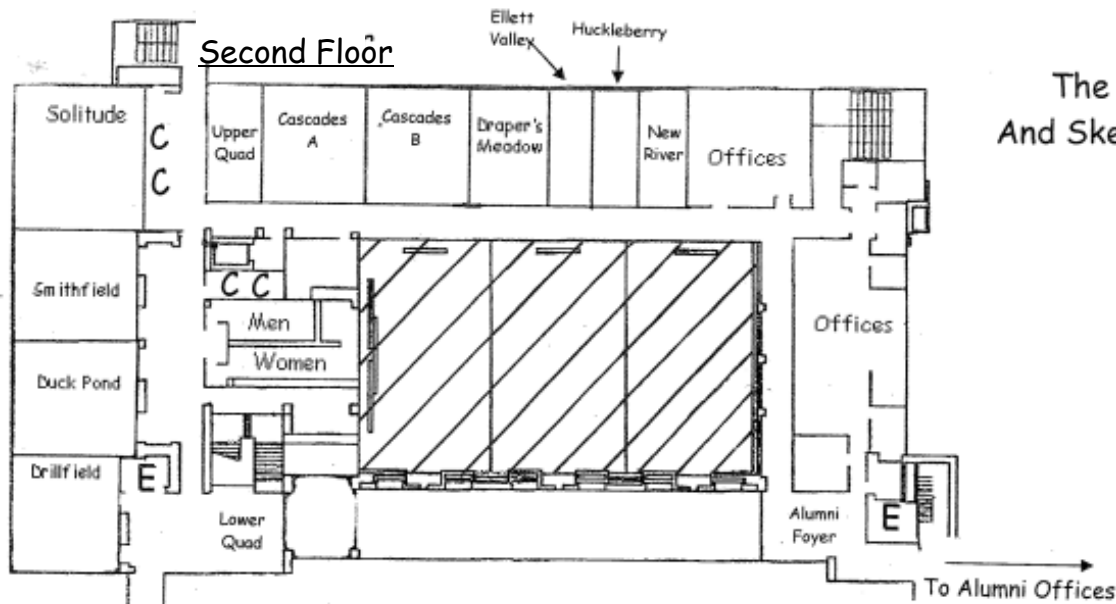 Ellett
Valley
Huckleberry
Second Floor
The
And Ske
Solitude
C
C
Upper
Quad
Cascades
A
Cascades
B
Draper's
Meadow
New
River
Offices
Smithfield
C C
Men
Women
Offices
Duck Pond
Drillfield
E
Lower
Quad
Alumni
Foyer
E
To Alumni Offices